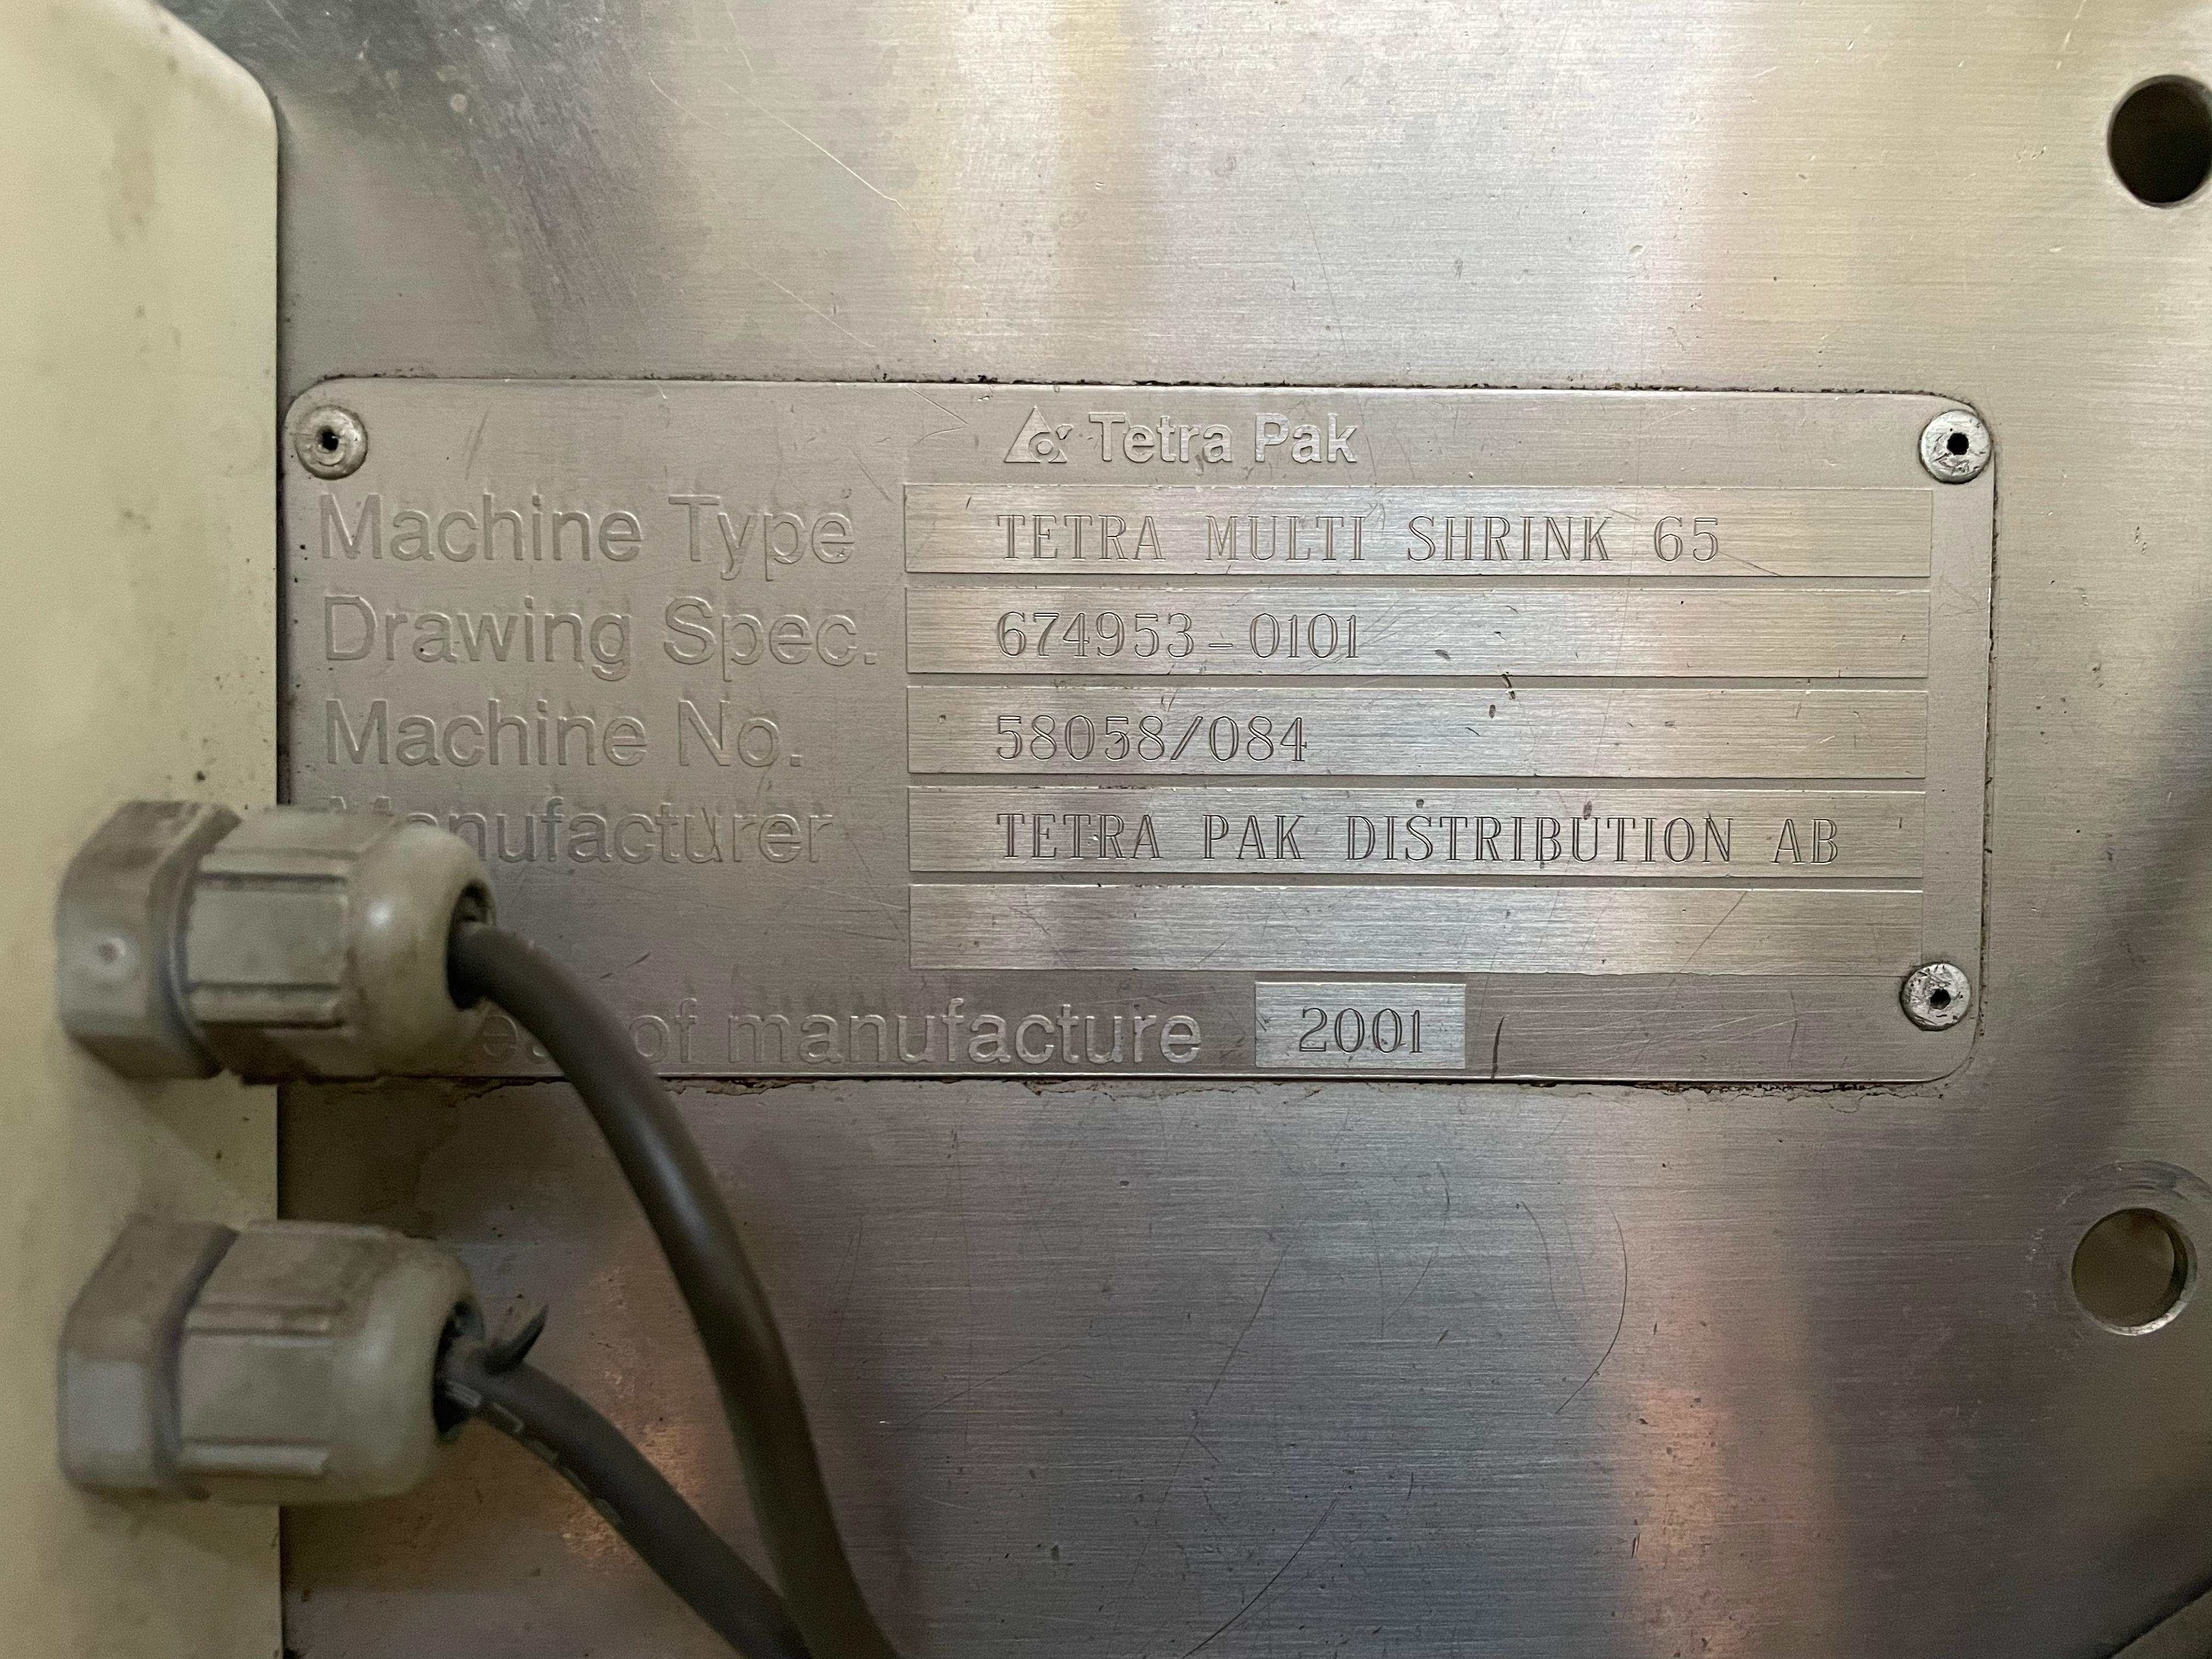 Tetra Pak
Machine Type TETRA MULTI SHRINK 65
Drawing Spec. 674953-0101
Machine No. 58058/084
Manufacturer TETRA PAK DISTRIBUTION AB
of manufacture 2001